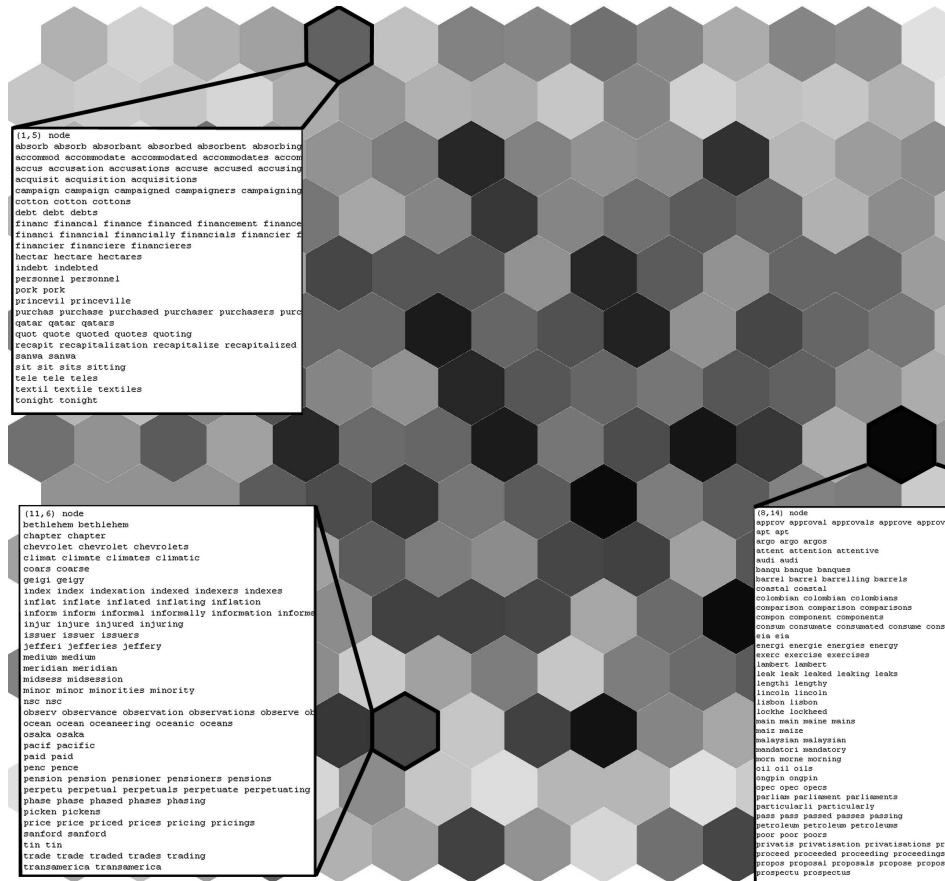 (1,5) node
absorb absorb absorbant absorbed absorbent absorbing
accommod accommodate accommodated accommodates accom
accus accusation accusations accuse accused accusing
acquisit acquisition acquisitions
campaign campaign campaigned campaigners campaigning
cotton cotton cottons
debt debt debts
financ financal finance financed financement finance
financi financial financially financials financier f
financier financiere financieres
hectar hectare hectares
indebt indebted
personnel personnel
pork pork
princevil princeville
purchas purchase purchased purchaser purchasers purc
qatar qatar qatars
quot quote quoted quotes quoting
recapit recapitalization recapitalize recapitalized
sanwa sanwa
sit sit sits sitting
tele tele teles
textil textile textiles
tonight tonight
(11,6) node
bethlehem bethlehem
chapter chapter
chevrolet chevrolet chevrolets
climat climate climates climatic
coars coarse
geigi geigy
index index indexation indexed indexers indexes
inflat inflate inflated inflating inflation
inform inform informal informally information informe
injur injure injured injuring
issuer issuer issuers
jefferi jefferies jeffery
medium medium
meridian meridian
midsess midsession
minor minor minorities minority
nsc nsc
observ observance observation observations observe ob
ocean ocean oceaneering oceanic oceans
osaka osaka
pacif pacific
paid paid
penc pence
pension pension pensioner pensioners pensions
perpetu perpetual perpetuals perpetuate perpetuating
phase phase phased phases phasing
picken pickens
price price priced prices pricing pricings
sanford sanford
tin tin
trade trade traded trades trading
transamerica transamerica
(8,14) node
approv approval approvals approve approv
apt apt
argo argo argos
attent attention attentive
audi audi
banqu banque banques
barrel barrel barrelling barrels
coastal coastal
colombian colombian colombians
comparison comparison comparisons
compon component components
consum consumate consumated consume cons
eia eia
energi energie energies energy
exerc exercise exercises
lambert lambert
leak leak leaked leaking leaks
lengthi lengthy
lincoln lincoln
lisbon lisbon
lockhe lockheed
main main maine mains
maiz maize
malaysian malaysian
mandatori mandatory
morn morne morning
oil oil oils
ongpin ongpin
opec opec opecs
parliam parliament parliaments
particularli particularly
pass pass passed passes passing
petroleum petroleum petroleums
poor poor poors
privatis privatisation privatisations pr
proceed proceeded proceeding proceedings
propos proposal proposals propose propos
prospectu prospectus